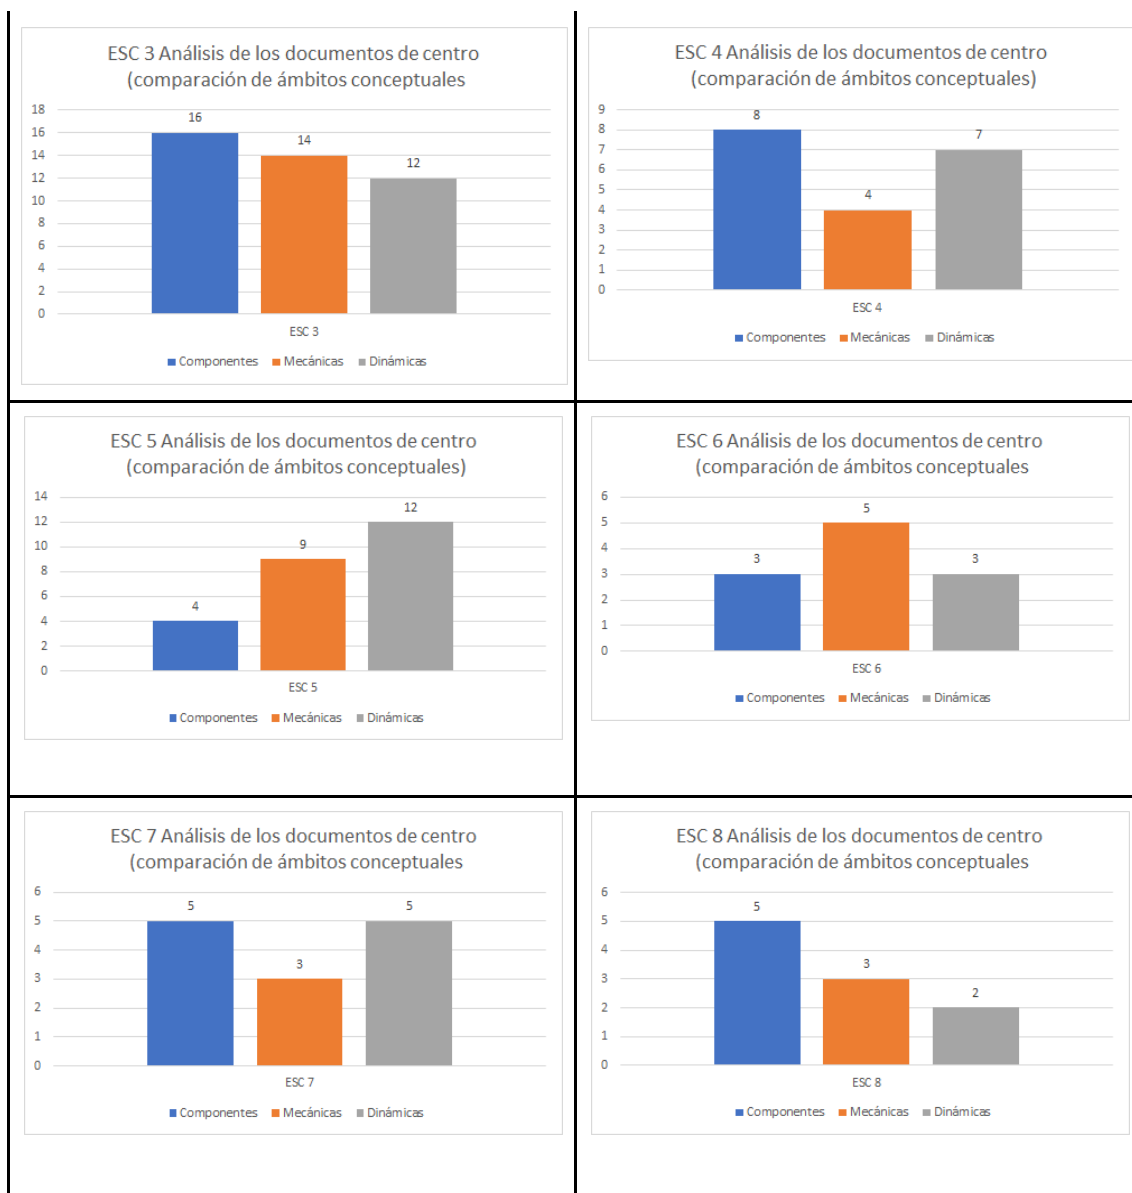 ESC 3 Análisis de los documentos de centro
(comparación de ámbitos conceptuales
18
16
14
12
10
8
6
4
2
0
16
14
12
ESC 3
Componentes Mecánicas Dinámicas
ESC 4 Análisis de los documentos de centro
(comparación de ámbitos conceptuales)
9
8
7
6
5
4
3
2
1
0
8
4
7
ESC 4
Componentes Mecánicas Dinámicas
ESC 5 Análisis de los documentos de centro
(comparación de ámbitos conceptuales)
14
12
10
8
6
4
2
0
4
9
12
ESC 5
Componentes Mecánicas Dinámicas
ESC 6 Análisis de los documentos de centro
(comparación de ámbitos conceptuales
6
5
4
3
2
1
0
3
5
3
ESC 6
Componentes Mecánicas Dinámicas
ESC 7 Análisis de los documentos de centro
(comparación de ámbitos conceptuales
6
5
4
3
2
1
0
5
3
5
ESC 7
Componentes Mecánicas Dinámicas
ESC 8 Análisis de los documentos de centro
(comparación de ámbitos conceptuales
6
5
4
3
2
1
0
5
3
2
ESC 8
Componentes Mecánicas Dinámicas